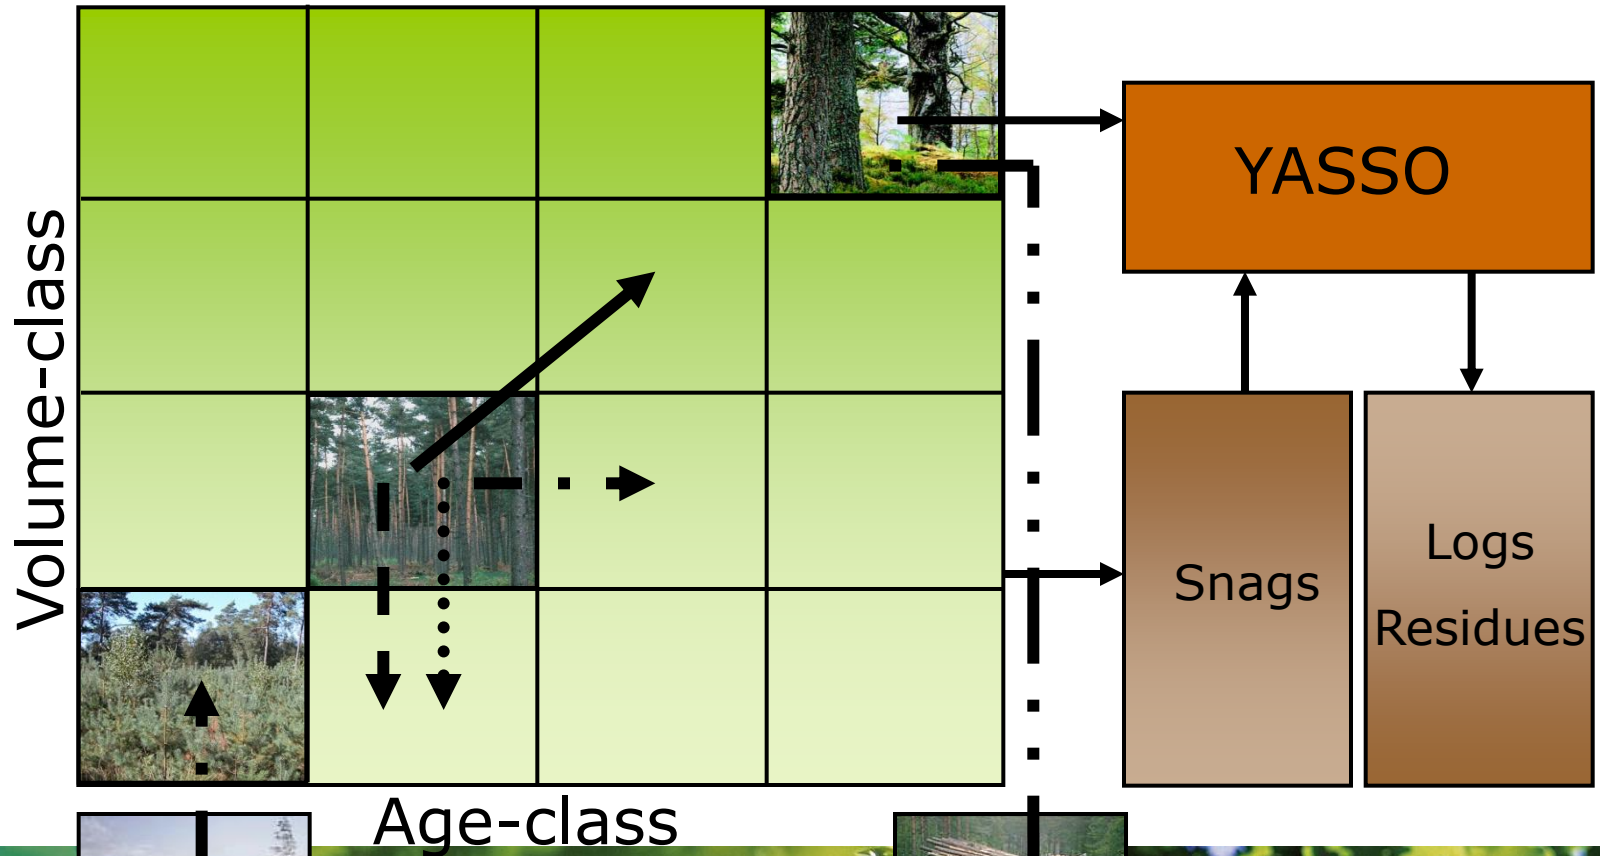 Volume-class
Age-class
YASSO
Snags
Logs
Residues